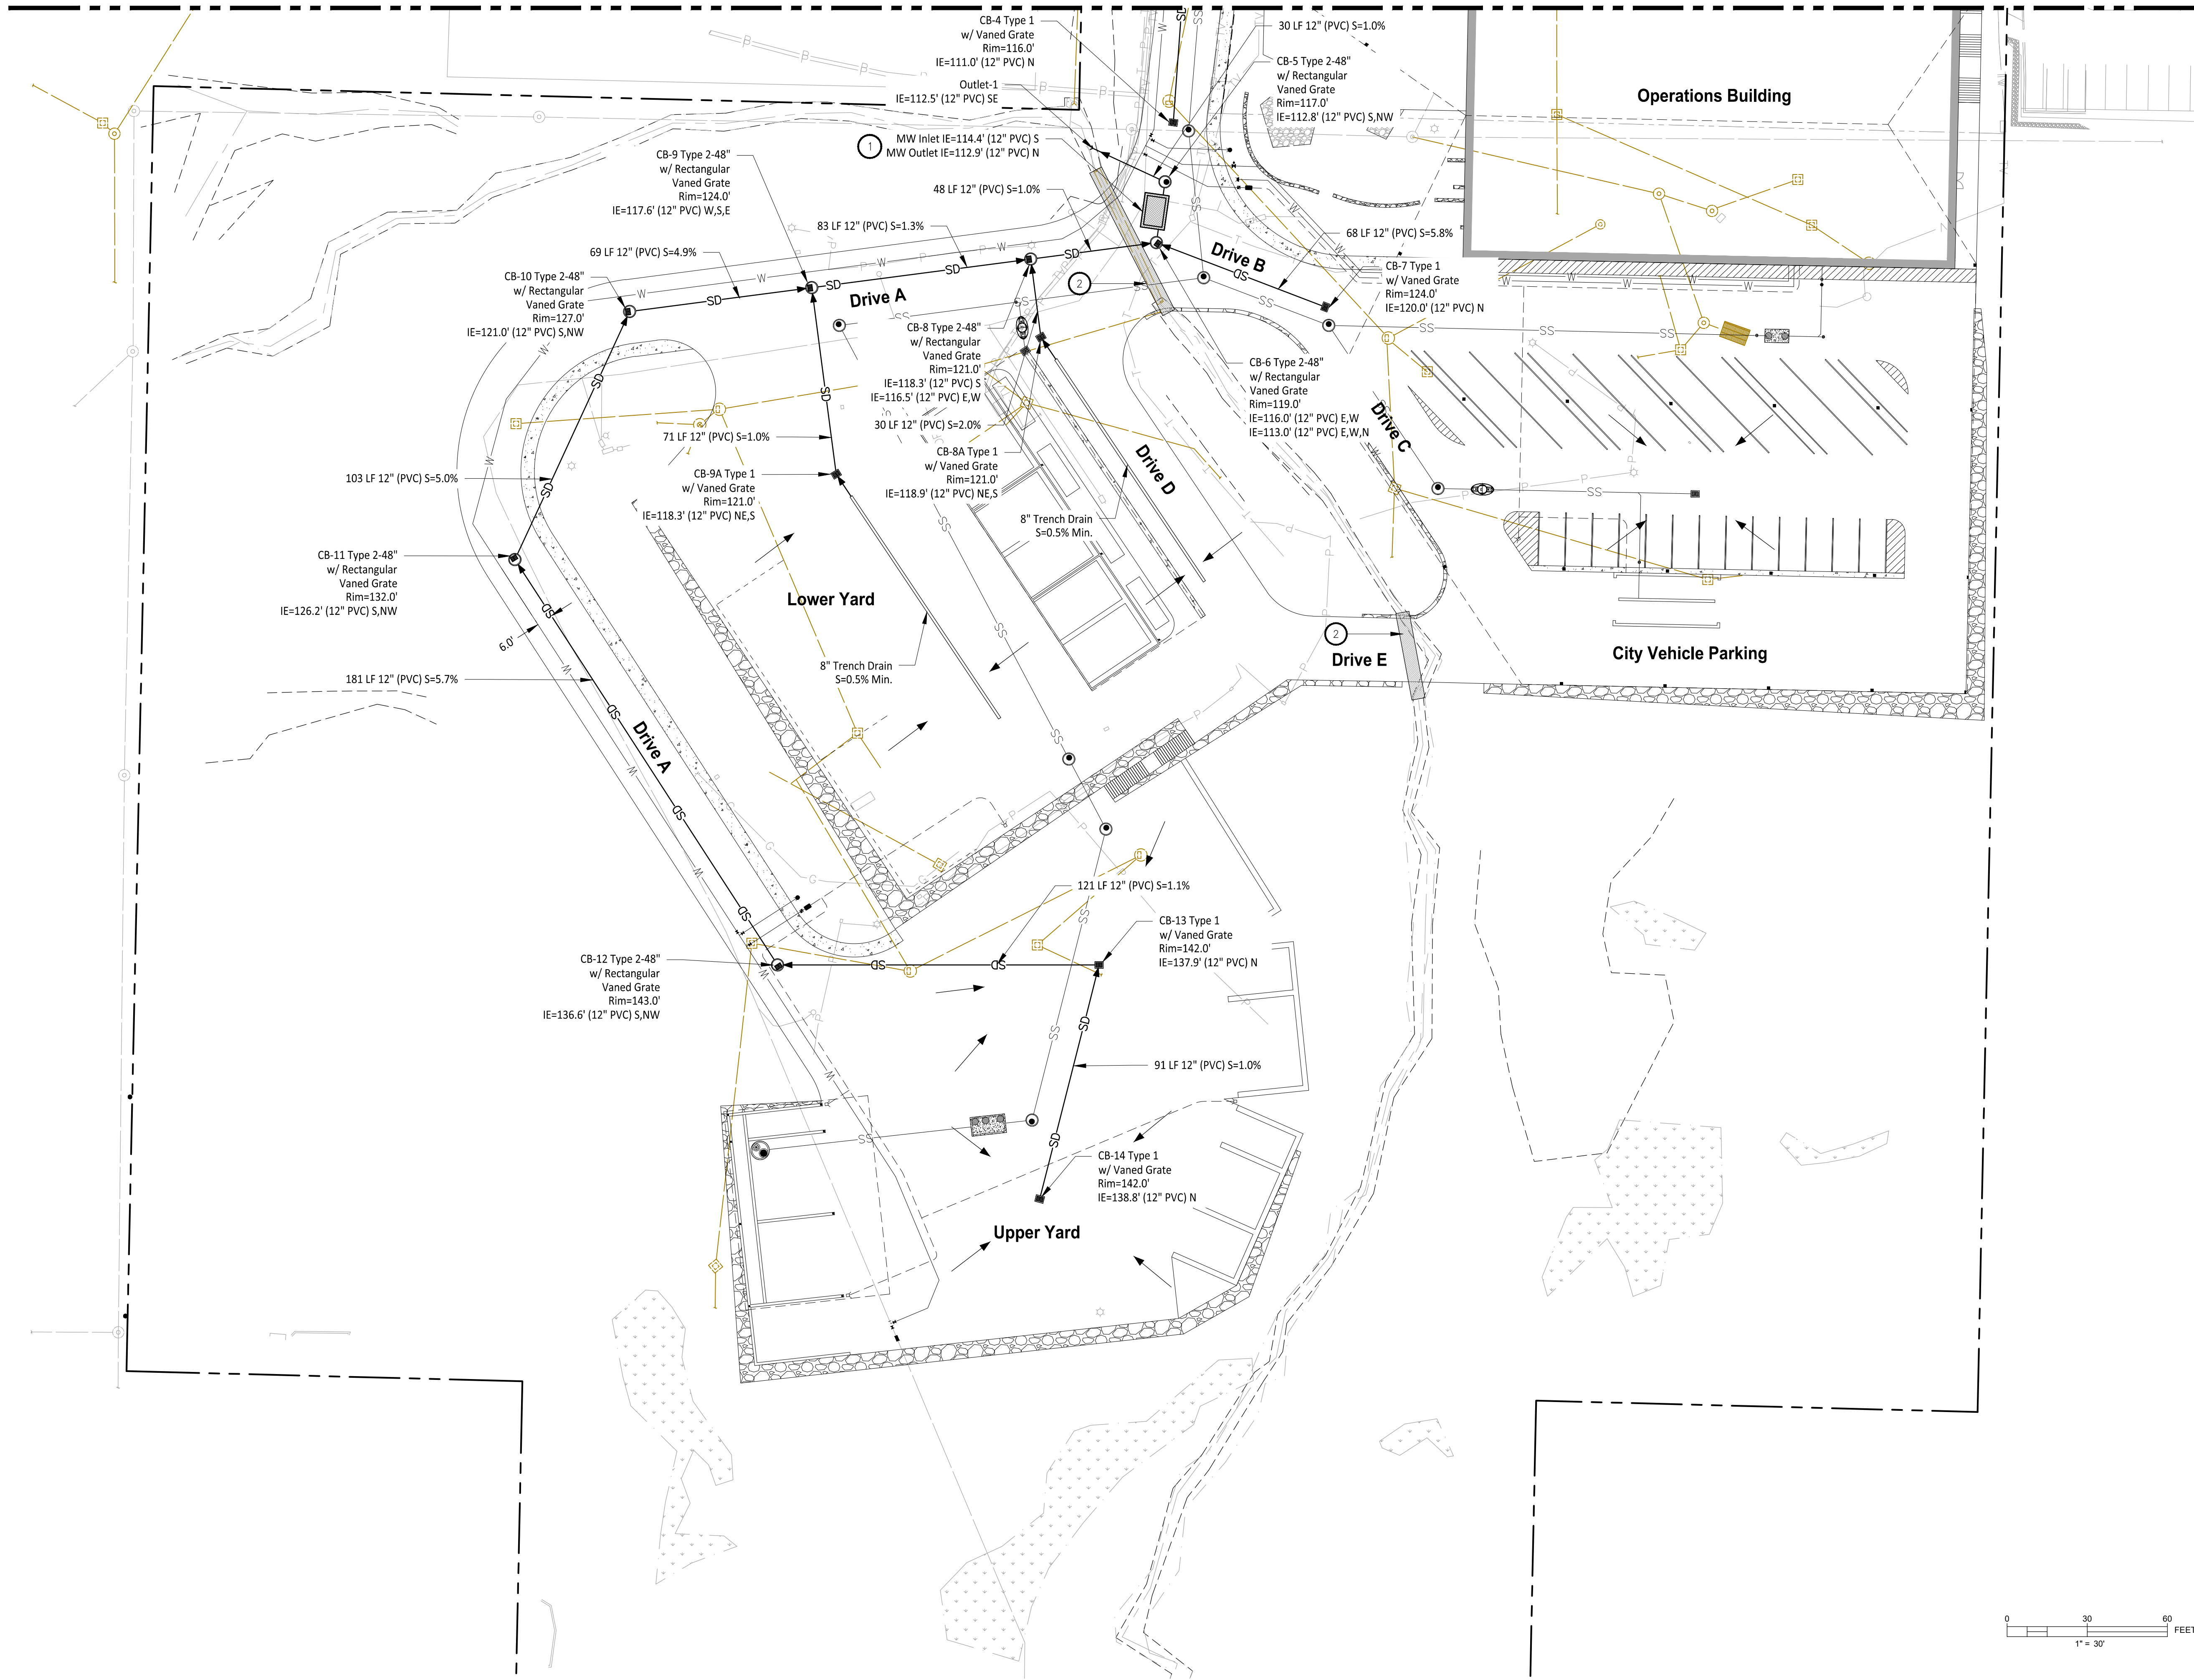 CB-4 Type 1
w/ Vaned Grate
Rim=116.0'
IE=111.0' (12" PVC) N
30 LF 12" (PVC) S=1.0%
CB-5 Type 2-48"
w/ Rectangular
Vaned Grate
Rim=117.0'
IE=112.8' (12" PVC) S,NW
Outlet-1
IE=112.5' (12" PVC) SE
Operations Building
1
MW Inlet IE=114.4' (12" PVC) S
MW Outlet IE=112.9' (12" PVC) N
CB-9 Type 2-48"
w/ Rectangular
Vaned Grate
Rim=124.0'
IE=117.6' (12" PVC) W,S,E
48 LF 12" (PVC) S=1.0%
83 LF 12" (PVC) S=1.3%
69 LF 12" (PVC) S=4.9%
68 LF 12" (PVC) S=5.8%
Drive B
CB-10 Type 2-48"
w/ Rectangular
Vaned Grate
Rim=127.0'
IE=121.0' (12" PVC) S,NW
Drive A
2
CB-7 Type 1
w/ Vaned Grate
Rim=124.0'
IE=120.0' (12" PVC) N
CB-8 Type 2-48"
w/ Rectangular
Vaned Grate
Rim=121.0'
IE=118.3' (12" PVC) S
IE=116.5' (12" PVC) E,W
CB-6 Type 2-48"
w/ Rectangular
Vaned Grate
Rim=119.0'
IE=116.0' (12" PVC) E,W
IE=113.0' (12" PVC) E,W,N
30 LF 12" (PVC) S=2.0%
71 LF 12" (PVC) S=1.0%
Drive C
CB-8A Type 1
w/ Vaned Grate
Rim=121.0'
IE=118.9' (12" PVC) NE,S
Drive D
CB-9A Type 1
w/ Vaned Grate
Rim=121.0'
IE=118.3' (12" PVC) NE,S
103 LF 12" (PVC) S=5.0%
8" Trench Drain
S=0.5% Min.
CB-11 Type 2-48"
w/ Rectangular
Vaned Grate
Rim=132.0'
IE=126.2' (12" PVC) S,NW
Lower Yard
6.0'
2
Drive E
City Vehicle Parking
8" Trench Drain
S=0.5% Min.
181 LF 12" (PVC) S=5.7%
Drive A
121 LF 12" (PVC) S=1.1%
CB-13 Type 1
w/ Vaned Grate
Rim=142.0'
IE=137.9' (12" PVC) N
CB-12 Type 2-48"
w/ Rectangular
Vaned Grate
Rim=143.0'
IE=136.6' (12" PVC) S,NW
91 LF 12" (PVC) S=1.0%
CB-14 Type 1
w/ Vaned Grate
Rim=142.0'
IE=138.8' (12" PVC) N
Upper Yard
0 30 60
FEET
1" = 30'